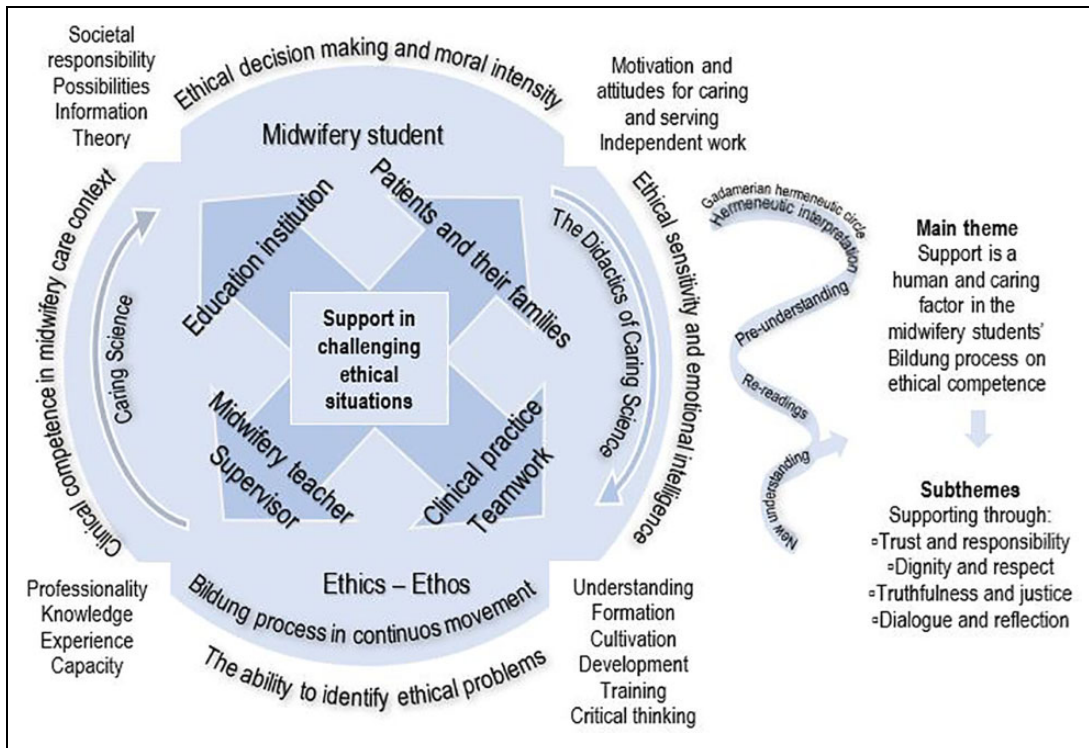 Societal
responsibility
Possibilities
Information
Theory
Ethical decision making and moral intensity
Motivation and
attitudes for caring
and serving
Independent work
Midwifery student
Clinical competence in midwifery care context
Caring Science
Education institution
Patients and their families
The Didactics of Caring Science
Ethical sensitivity and emotional intelligence
Support in
challenging
ethical
situations
Midwifery teacher
Supervisor
Clinical practice
Teamwork
Ethics – Ethos
Bildung process in continuos movement
The ability to identify ethical problems
Professionality
Knowledge
Experience
Capacity
Understanding
Formation
Cultivation
Development
Training
Critical thinking
Gadamerian hermeneutic circle
Hermeneutic interpretation
Pre-understanding
Re-readings
New understanding
Main theme
Support is a
human and caring
factor in the
midwifery students'
Bildung process on
ethical competence
Subthemes
Supporting through:
▫Trust and responsibility
▫Dignity and respect
▫Truthfulness and justice
▫Dialogue and reflection